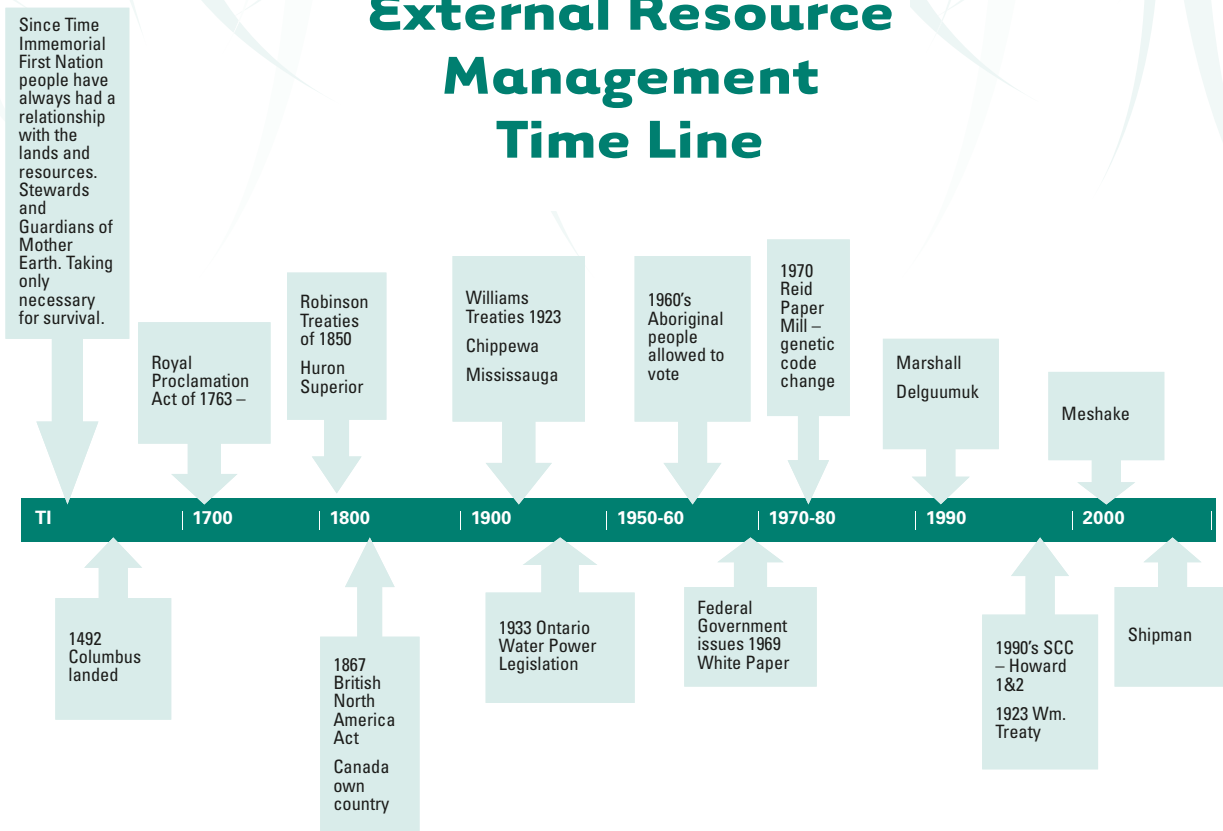 External Resource
Management
Time Line
Since Time
Immemorial
First Nation
people have
always had a
relationship
with the
lands and
resources.
Stewards
and
Guardians of
Mother
Earth. Taking
only
necessary
for survival.
Royal
Proclamation
Act of 1763 –
Robinson
Treaties
of 1850
Huron
Superior
Williams
Treaties 1923
Chippewa
Mississauga
1960's
Aboriginal
people
allowed to
vote
1970
Reid
Paper
Mill –
genetic
code
change
Marshall
Delguumuk
Meshake
TI | 1700 | 1800 | 1900 | 1950-60 | 1970-80 | 1990 | 2000 |
1492
Columbus
landed
1867
British
North
America
Act
Canada
own
country
1933 Ontario
Water Power
Legislation
Federal
Government
issues 1969
White Paper
1990's SCC
– Howard
1&2
1923 Wm.
Treaty
Shipman